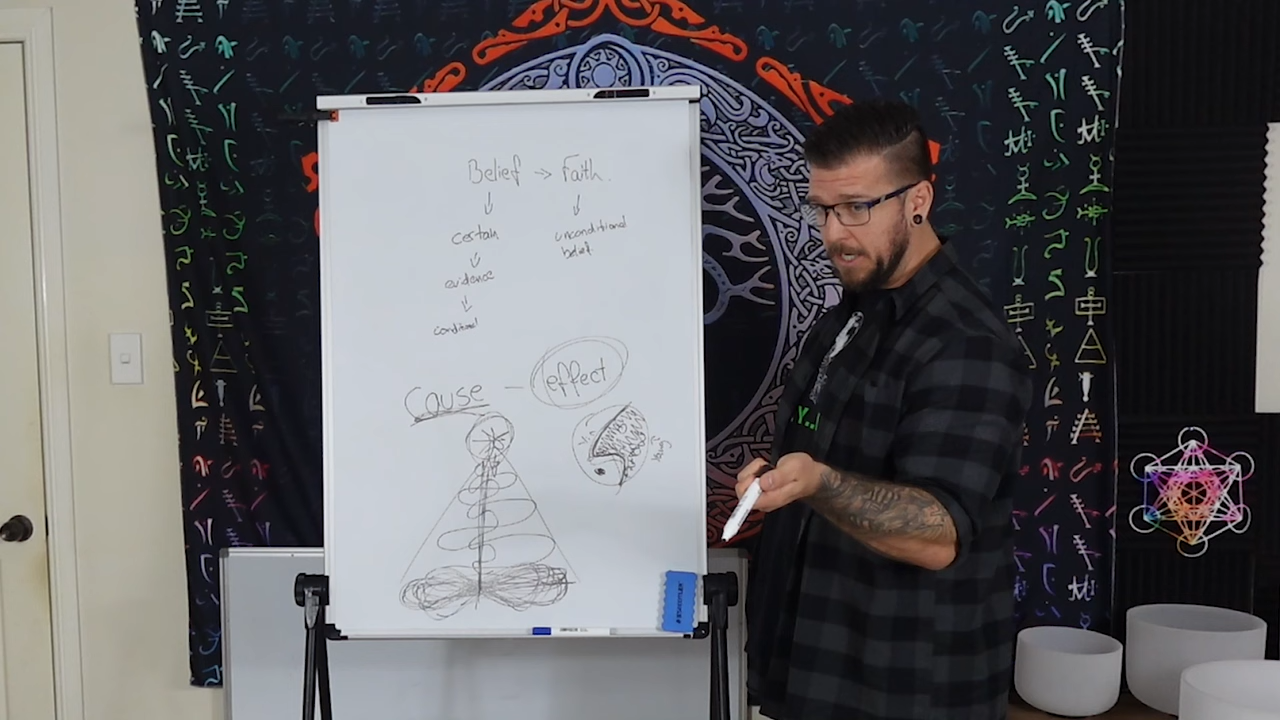 Belief → Faith.
certain
unconditional
belief
evidence
conditional
Cause – effect
Y..!